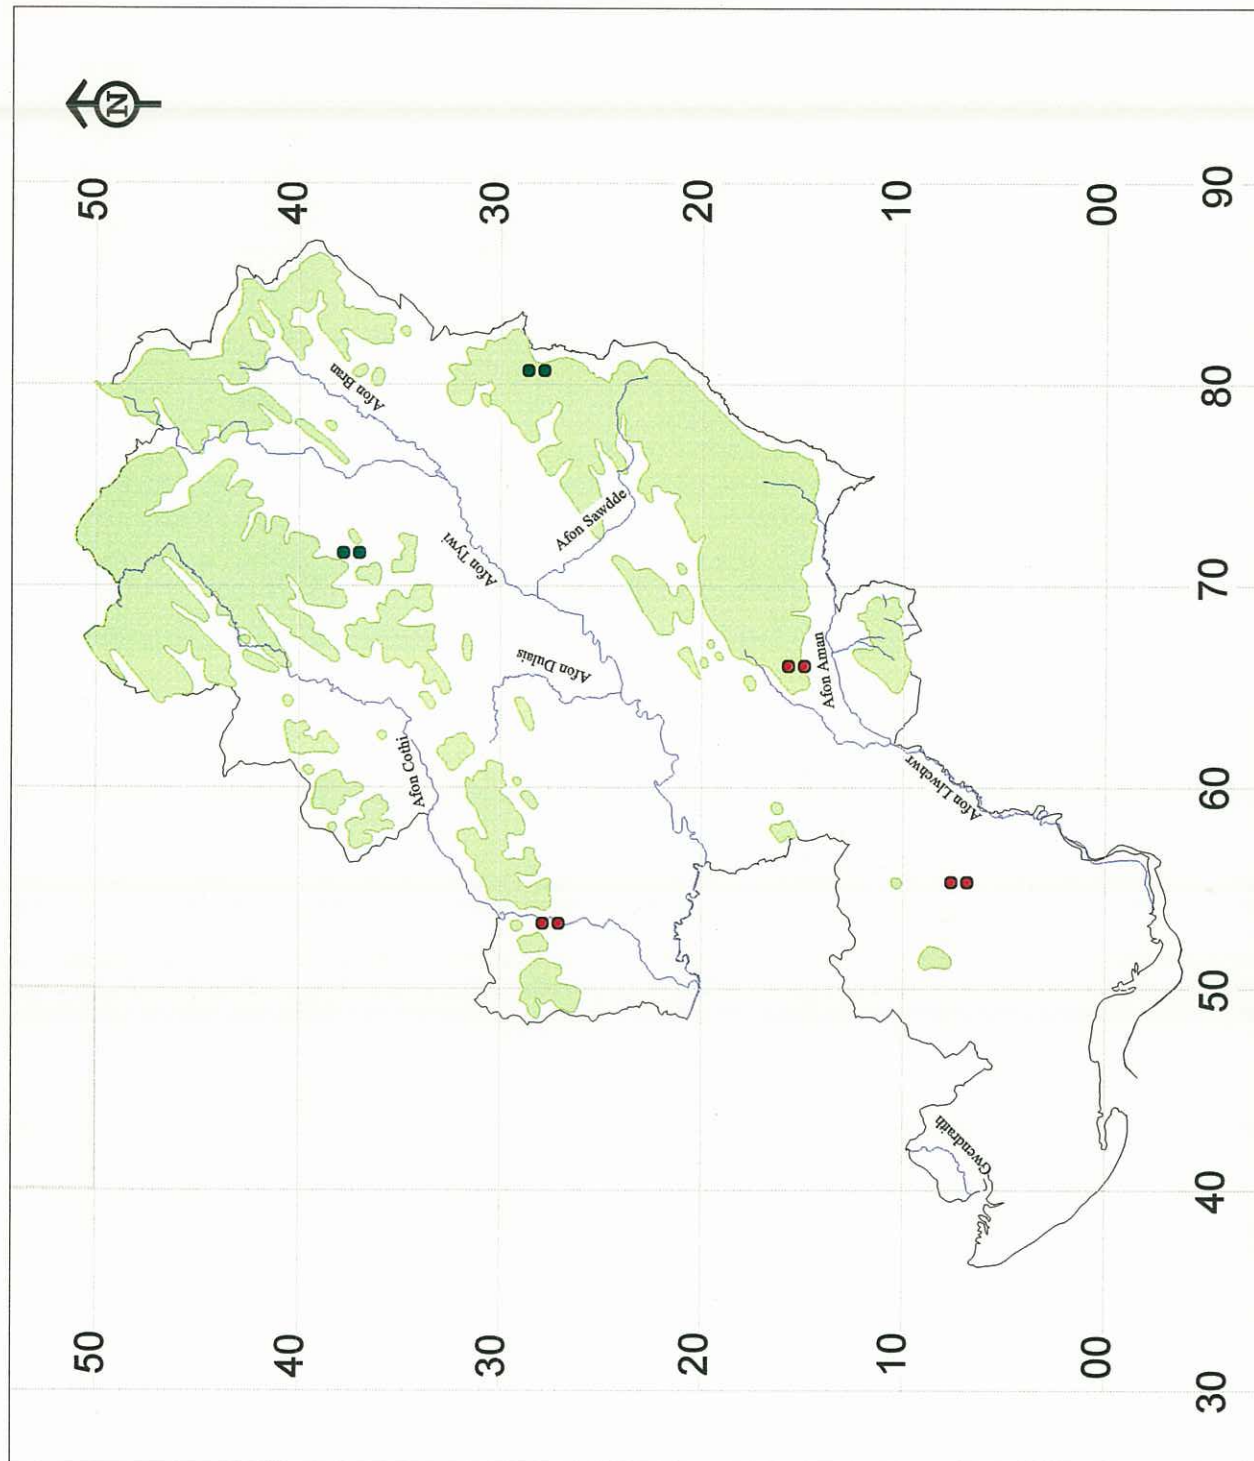 N
50 50
40 40
Afon Bran
Afon Cothi
Afon Tywi
30 30
Afon Dulais
Afon Sawdde
20 20
Afon Aman
10 10
Afon Llwchwr
Gwendraith
00 00
30 40 50 60 70 80 90